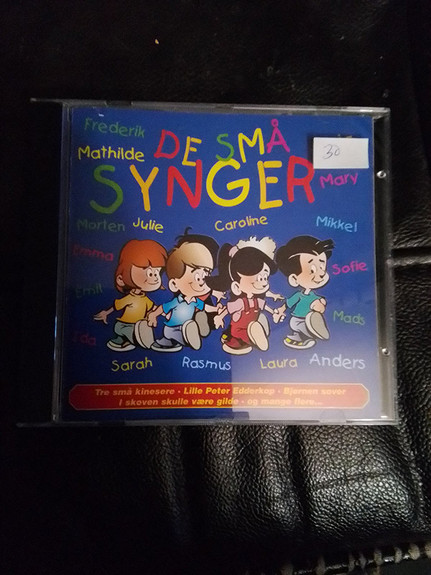 Frederik
DE SMÅ
30
Mathilde
SYNGER
Mary
Morten Julie Caroline Mikkel
Emma
Sofie
Emil
Mads
Ida
Sarah Rasmus Laura Anders
Tre små kinesere · Lille Peter Edderkop · Bjørnen sover
I skoven skulle være gilde · og mange flere...